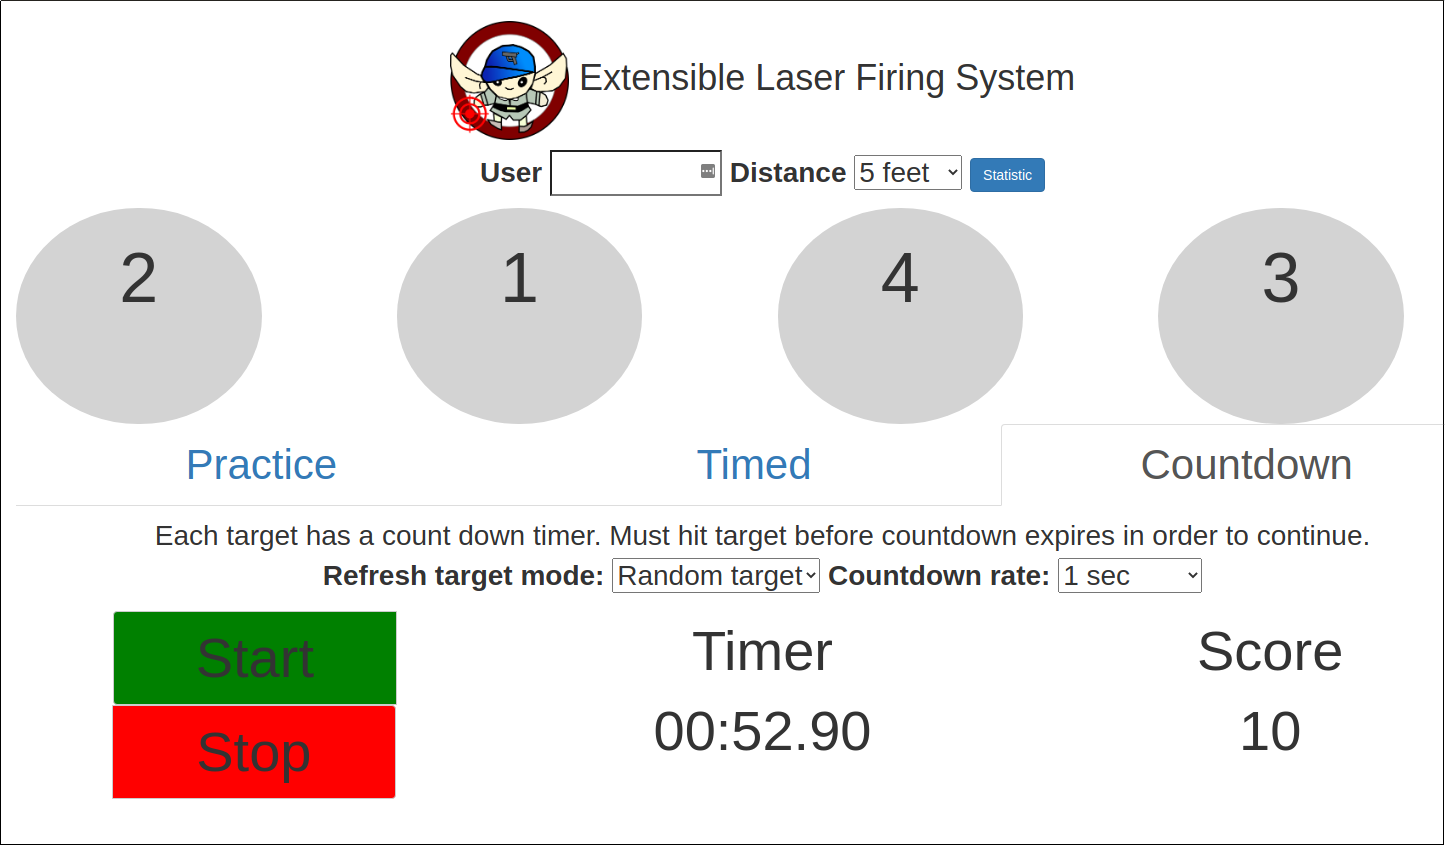 Extensible Laser Firing System
User Distance 5 feet Statistic
2 1 4 3
Practice Timed Countdown
Each target has a count down timer. Must hit target before countdown expires in order to continue.
Refresh target mode: Random target Countdown rate: 1 sec
Start Timer Score
Stop 00:52.90 10